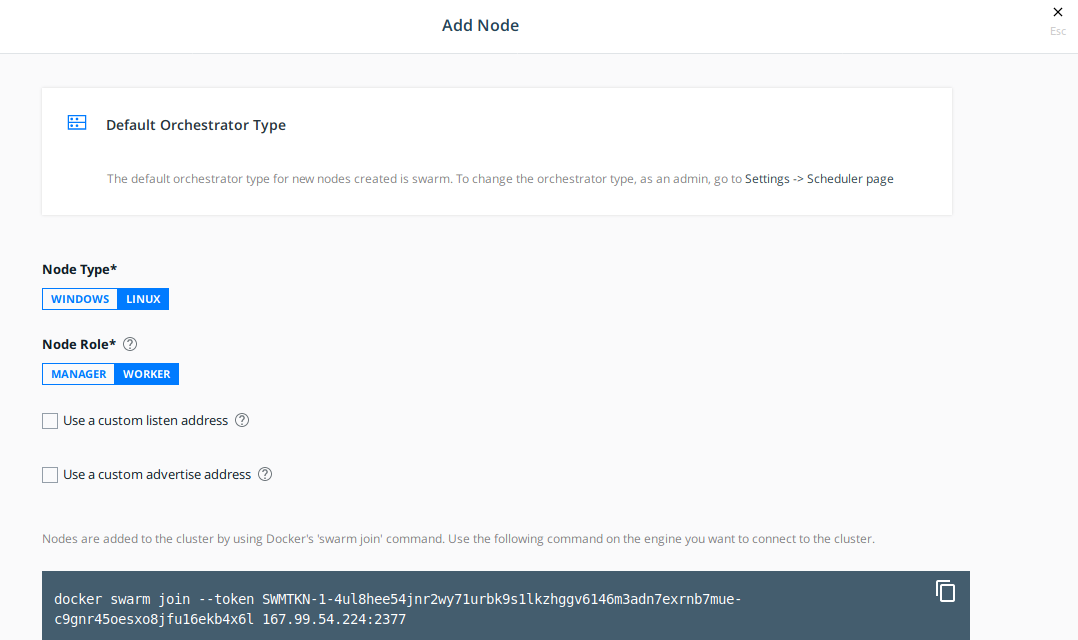 Add Node
Esc
Default Orchestrator Type
The default orchestrator type for new nodes created is swarm. To change the orchestrator type, as an admin, go to Settings -> Scheduler page
Node Type*
WINDOWS LINUX
Node Role*
MANAGER WORKER
Use a custom listen address
Use a custom advertise address
Nodes are added to the cluster by using Docker's 'swarm join' command. Use the following command on the engine you want to connect to the cluster.
docker swarm join --token SWMTKN-1-4ul8hee54jnr2wy71urbk9s1lkzhggv6146m3adn7exrnb7mue-
c9gnr45oesxo8jfu16ekb4x6l 167.99.54.224:2377